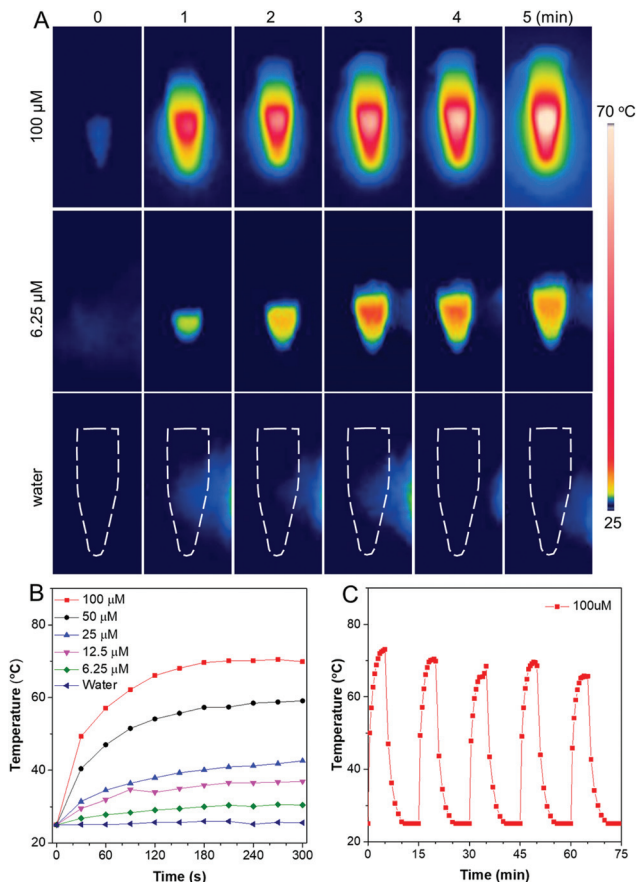 A
0 1 2 3 4 5 (min)
100 μM
70 °C
6.25 μM
water
25
B
100 μM
50 μM
25 μM
12.5 μM
6.25 μM
Water
Temperature (°C)
80
60
40
20
0 60 120 180 240 300
Time (s)
C
100uM
Temperature (°C)
80
60
40
20
0 15 30 45 60 75
Time (min)